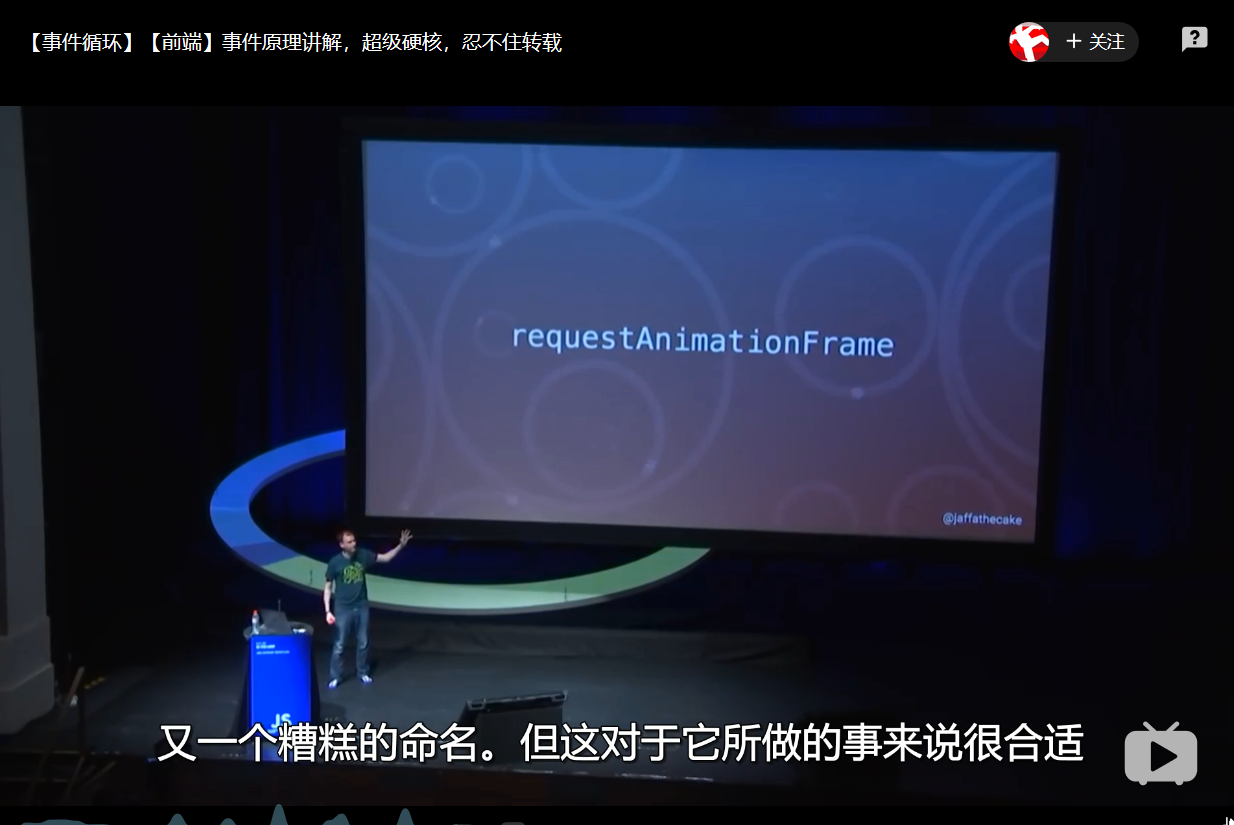 【事件循环】【前端】事件原理讲解，超级硬核，忍不住转载
+ 关注
?
requestAnimationFrame
@jaffathecake
JS
又一个糟糕的命名。但这对于它所做的事来说很合适